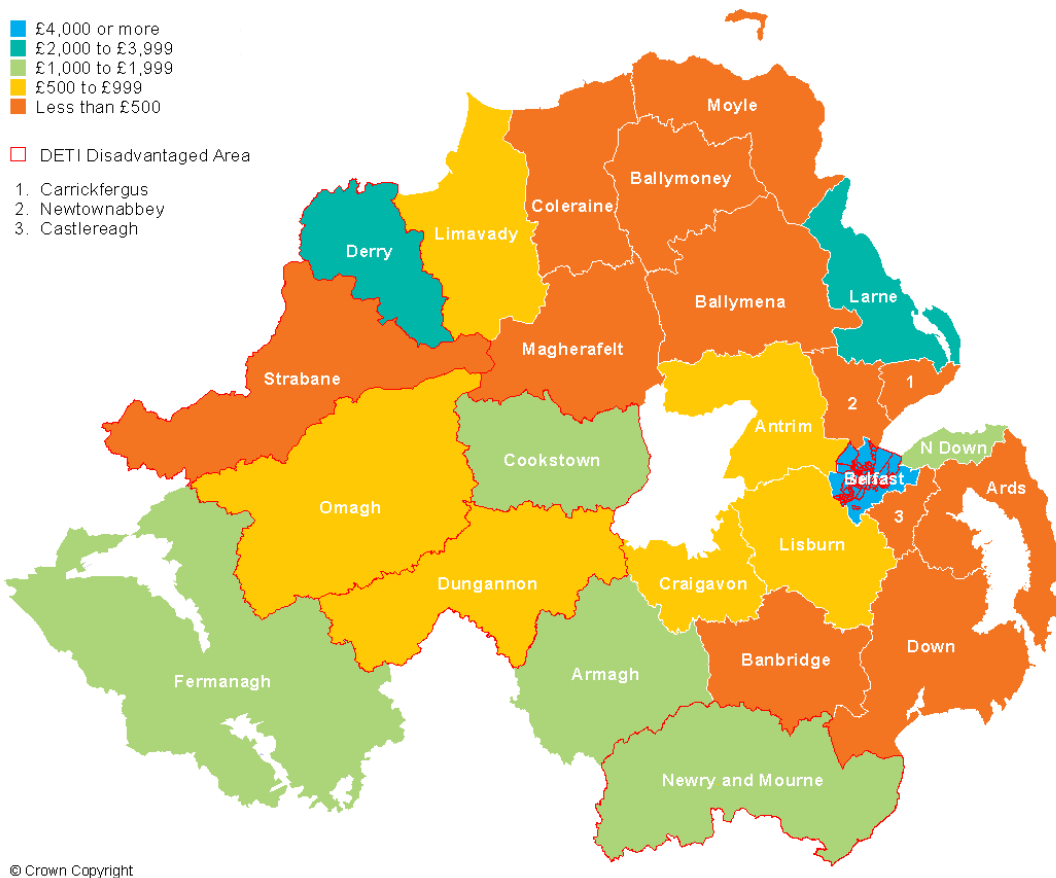 £4,000 or more
£2,000 to £3,999
£1,000 to £1,999
£500 to £999
Less than £500
DETI Disadvantaged Area
1. Carrickfergus
2. Newtownabbey
3. Castlereagh
Moyle
Ballymoney
Coleraine
Limavady
Derry
Larne
Ballymena
Magherafelt
Strabane
1
2
Antrim
N Down
Cookstown
Belfast
Ards
Omagh
3
Lisburn
Dungannon
Craigavon
Down
Banbridge
Armagh
Fermanagh
Newry and Mourne
© Crown Copyright